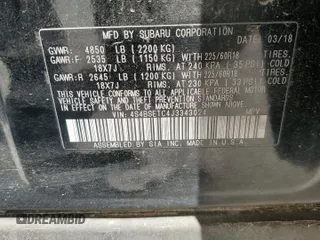 MFD. BY SUBARU CORPORATION DATE: 03/18
GVWR: 4850 LB (2200 KG)
GAWR:F 2535 LB (1150 KG) WITH 225/60R18 TIRES,
18X7J RIMS, AT 240 KPA (35 PSI) COLD
GAWR:R 2645 LB (1200 KG) WITH 225/60R18 TIRES,
18X7J RIMS, AT 230 KPA (33 PSI) COLD
THIS VEHICLE CONFORMS TO ALL APPLICABLE FEDERAL MOTOR
VEHICLE SAFETY AND THEFT PREVENTION STANDARDS
IN EFFECT ON THE DATE OF MANUFACTURE SHOWN ABOVE.
VIN: 4S4BSETC4J3343021 MPV
ASSEMBLED BY SIA INC. IN U.S.A.
DEAMBID